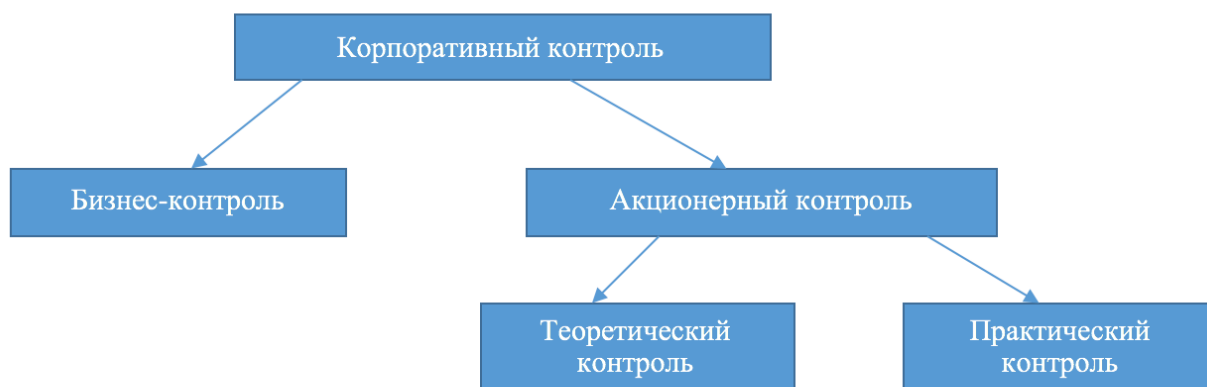 Корпоративный контроль
Бизнес-контроль
Акционерный контроль
Теоретический
контроль
Практический
контроль